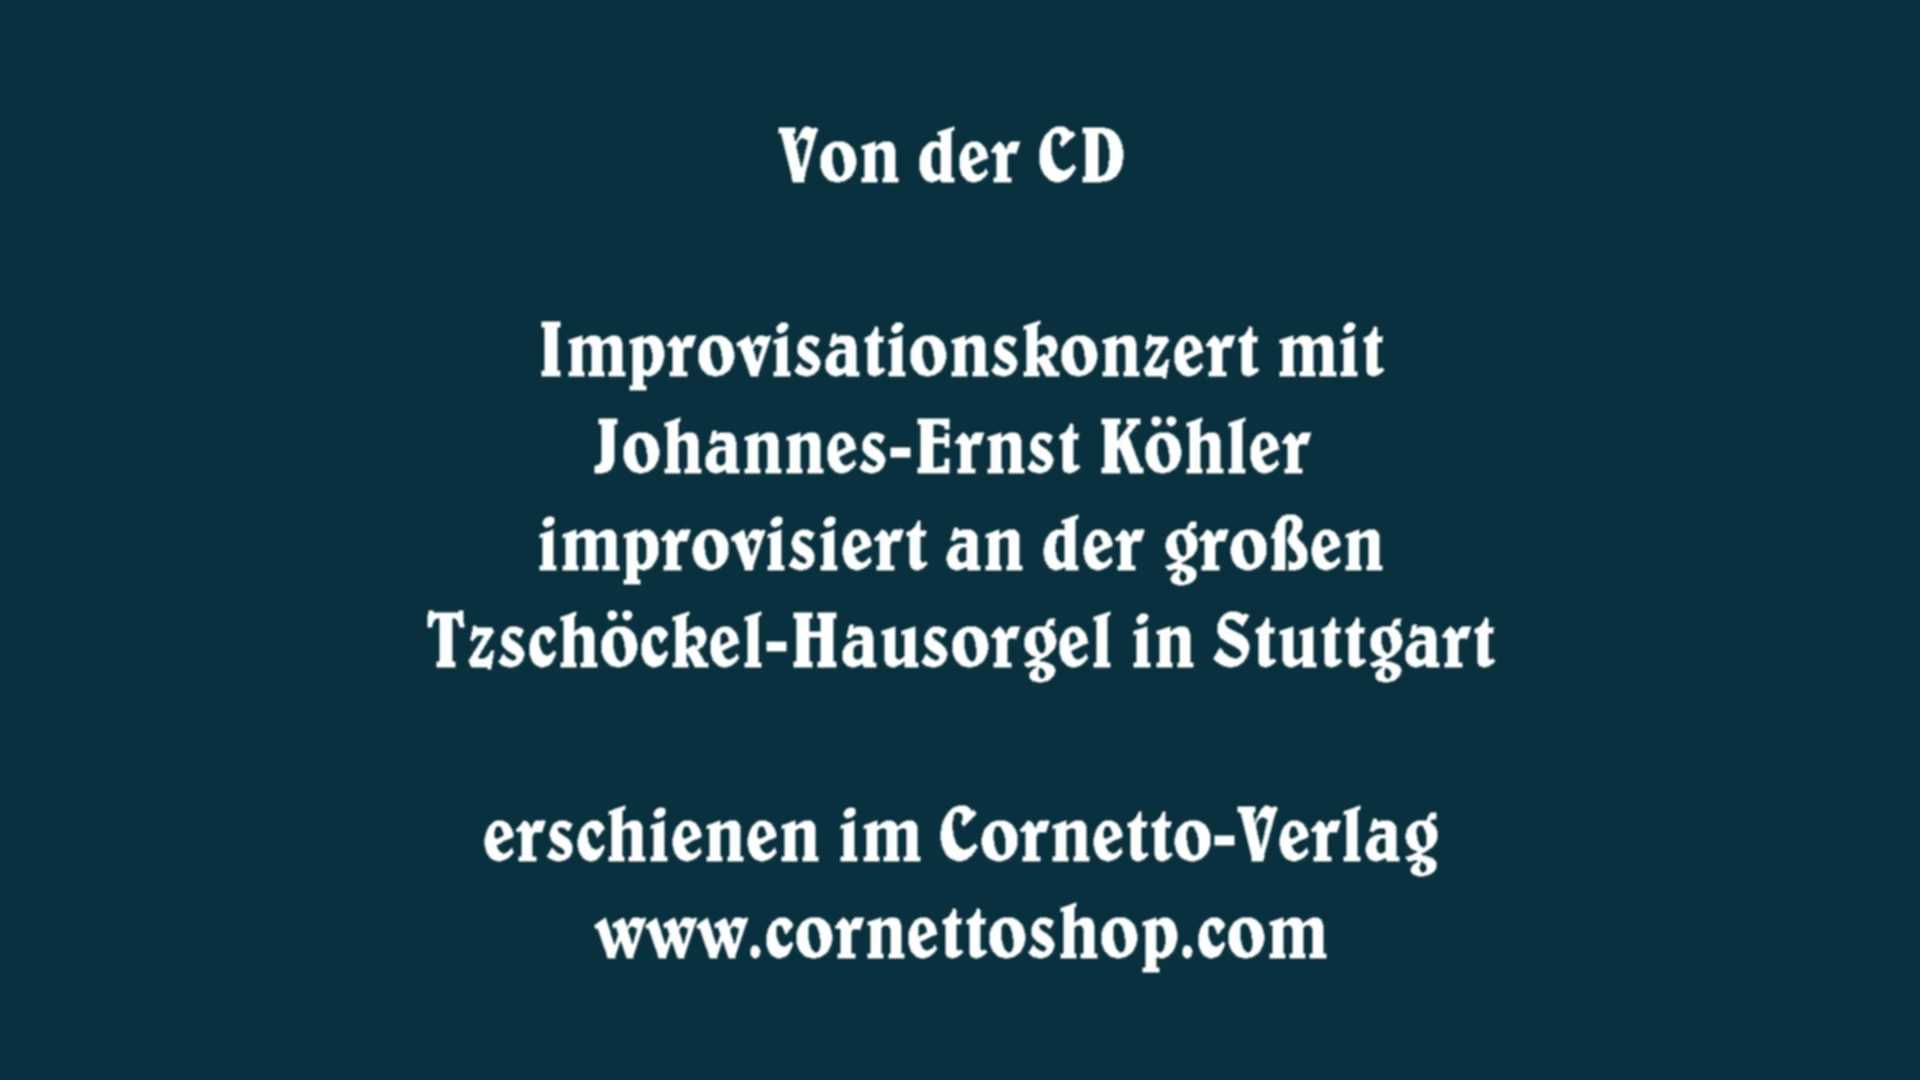 Von der CD
Improvisationskonzert mit
Johannes-Ernst Köhler
improvisiert an der großen
Tzschöckel-Hausorgel in Stuttgart
erschienen im Cornetto-Verlag
www.cornettoshop.com